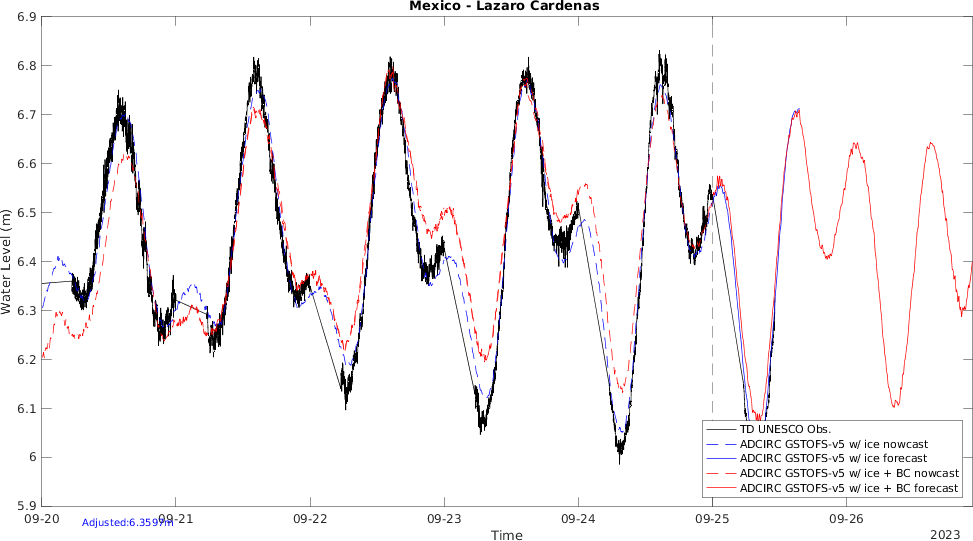 Mexico - Lazaro Cardenas
6.9
6.8
6.7
6.6
6.5
6.4
6.3
6.2
6.1
6
5.9
Water Level (m)
TD UNESCO Obs.
ADCIRC GSTOFS-v5 w/ ice nowcast
ADCIRC GSTOFS-v5 w/ ice forecast
ADCIRC GSTOFS-v5 w/ ice + BC nowcast
ADCIRC GSTOFS-v5 w/ ice + BC forecast
09-20 09-21 09-22 09-23 09-24 09-25 09-26
Adjusted:6.3597m
Time
2023